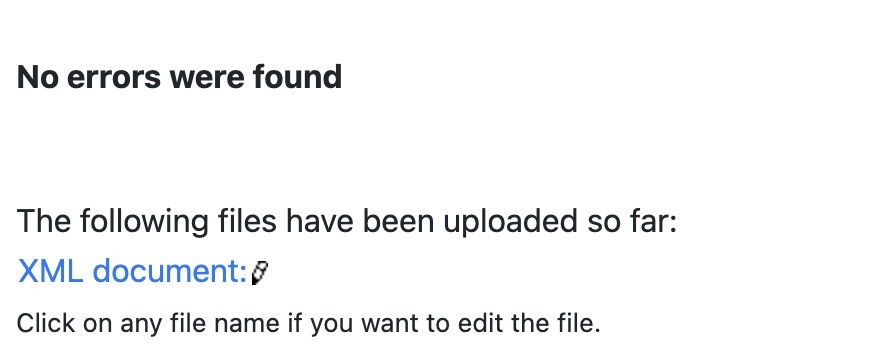 No errors were found
The following files have been uploaded so far:
XML document:
Click on any file name if you want to edit the file.